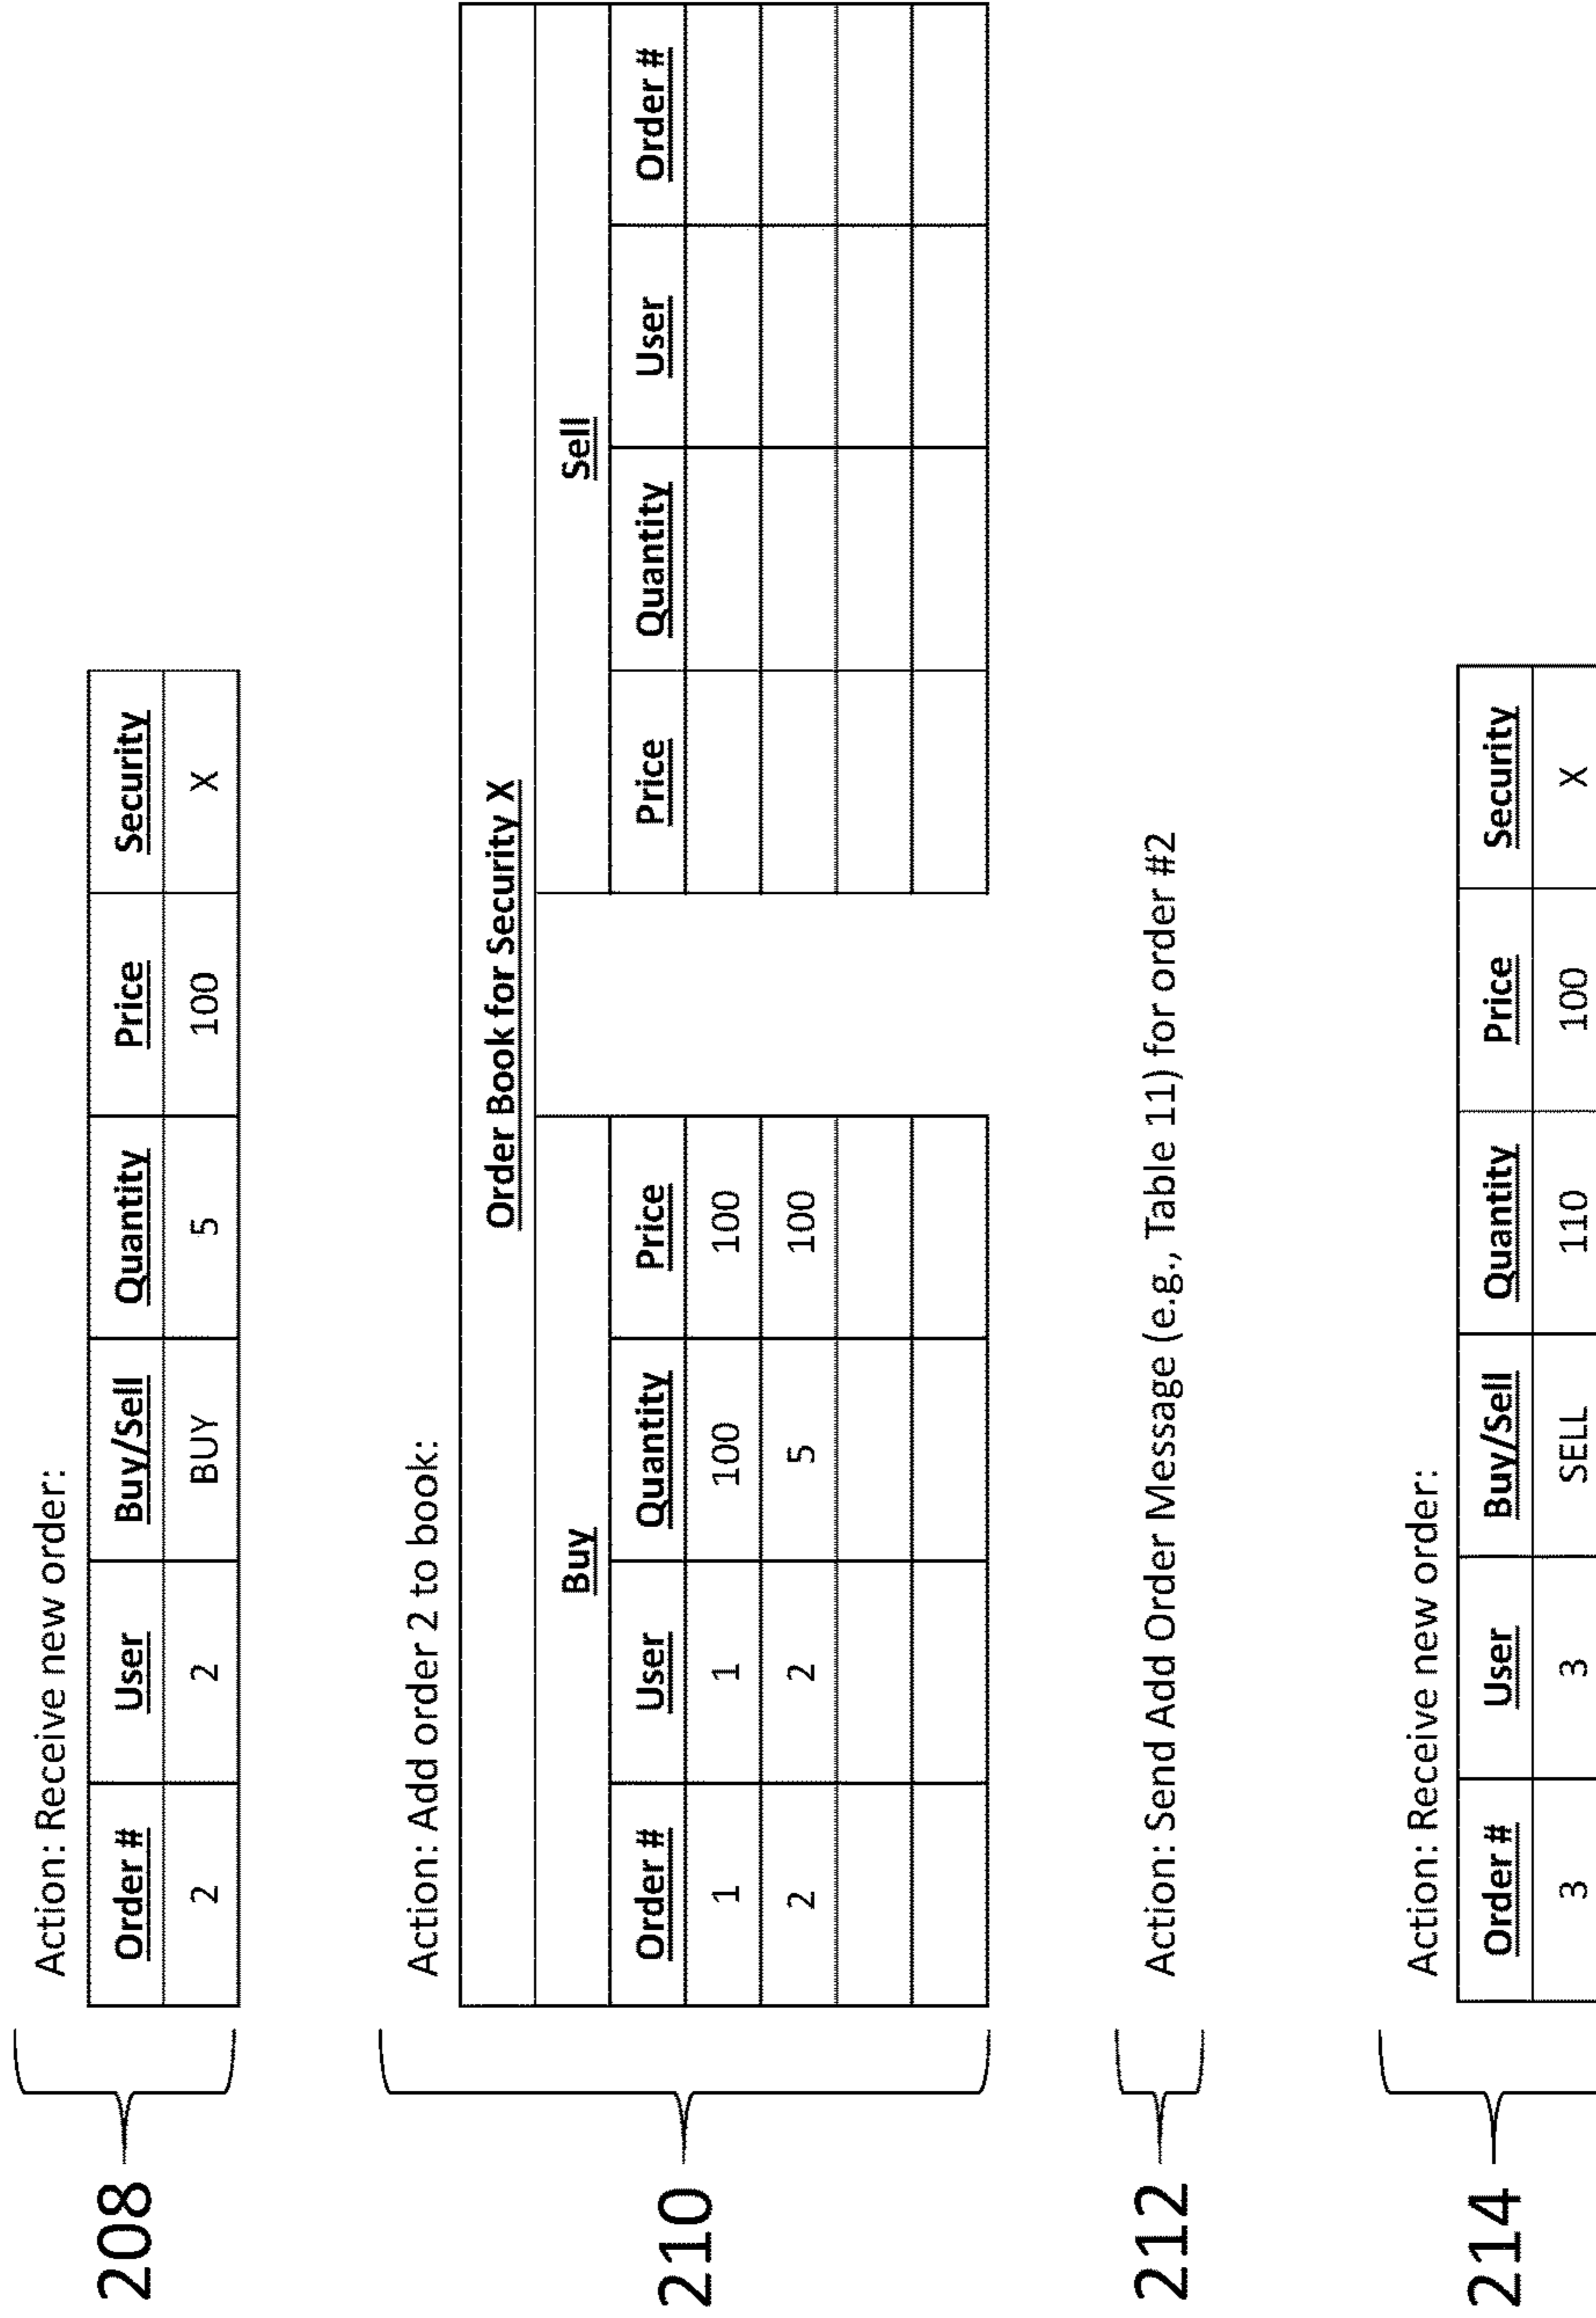 208
Action: Receive new order:
Order # User Buy/Sell Quantity Price Security
2 2 BUY 5 100 X
210
Action: Add order 2 to book:
Order Book for Security X
Buy Sell
Order # User Quantity Price Price Quantity User Order #
1 1 100 100
2 2 5 100
212
Action: Send Add Order Message (e.g., Table 11) for order #2
214
Action: Receive new order:
Order # User Buy/Sell Quantity Price Security
3 3 SELL 110 100 X